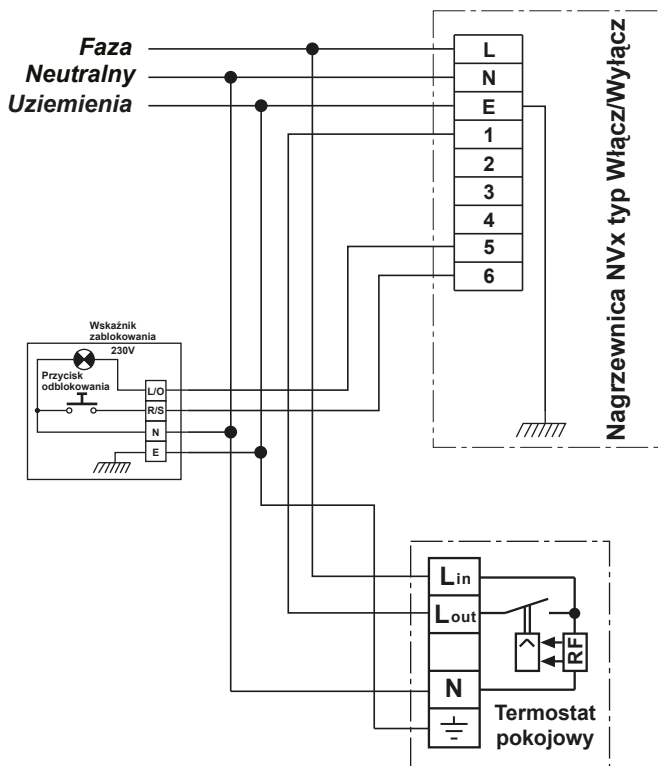 Faza
Neutralny
Uziemienia
L
N
E
1
2
3
4
5
6
Nagrzewnica NVx typ Włącz/Wyłącz
Wskaźnik
zablokowania
230V
Przycisk
odblokowania
L/O
R/S
N
E
Lin
Lout
N
RF
Termostat
pokojowy